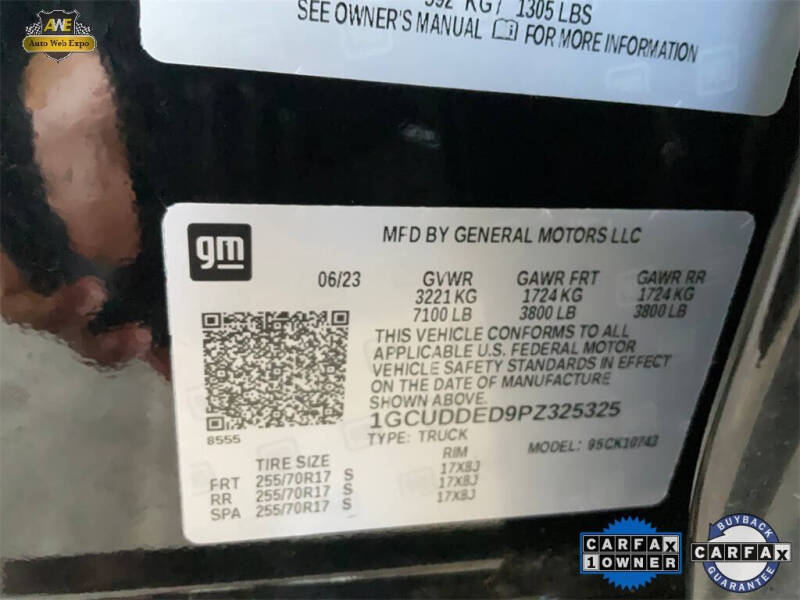 AWE
Auto Web Expo
592 KG / 1305 LBS
SEE OWNER'S MANUAL FOR MORE INFORMATION
gm
MFD BY GENERAL MOTORS LLC
06/23 GVWR GAWR FRT GAWR RR
3221 KG 1724 KG 1724 KG
7100 LB 3800 LB 3800 LB
THIS VEHICLE CONFORMS TO ALL
APPLICABLE U.S. FEDERAL MOTOR
VEHICLE SAFETY STANDARDS IN EFFECT
ON THE DATE OF MANUFACTURE
SHOWN ABOVE.
1GCUDDED9PZ325325
8555
TYPE: TRUCK
MODEL: 95CK10743
TIRE SIZE RIM
FRT 255/70R17 S 17X8J
RR 255/70R17 S 17X8J
SPA 255/70R17 S 17X8J
CARFAX
1 OWNER
BUYBACK
CARFAX
GUARANTEE